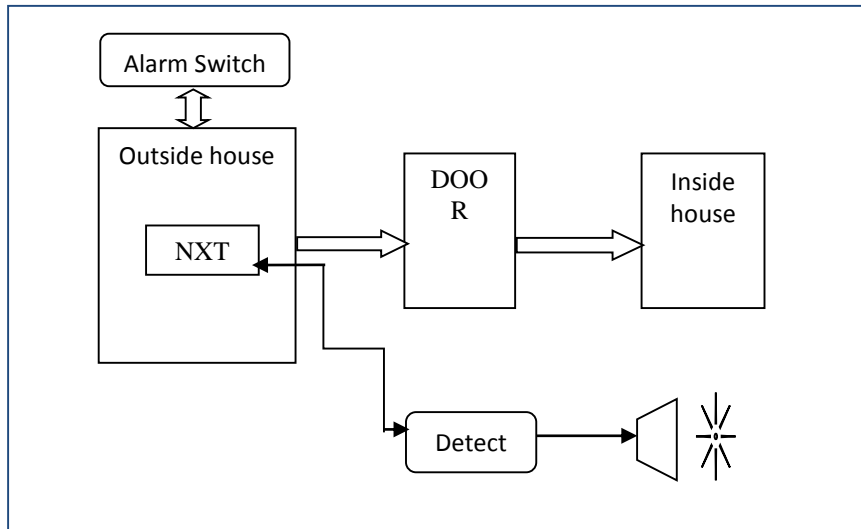 Alarm Switch
Outside house
NXT
DOO
R
Inside
house
Detect